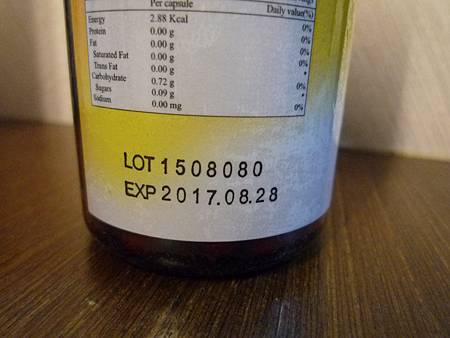 Per capsule Daily value(%)
Energy 2.88 Kcal 0%
Protein 0.00 g 0%
Fat 0.00 g 0%
Saturated Fat 0.00 g 0%
Trans Fat 0.00 g *
Carbohydrate 0.72 g 0%
Sugars 0.09 g *
Sodium 0.00 mg 0%
LOT 1508080
EXP 2017.08.28